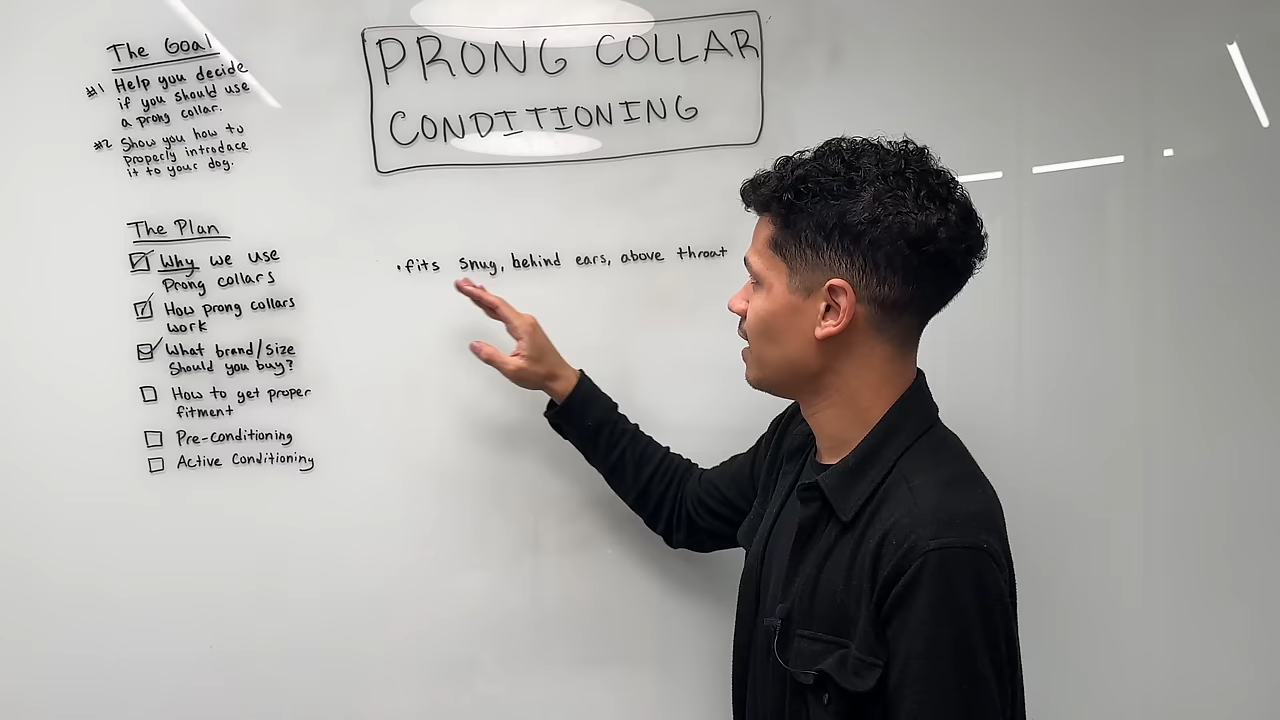 The Goal
#1 Help you decide
if you should use
a prong collar.
#2 Show you how to
properly introdace
it to your dog.
PRONG COLLAR
CONDITIONING
The Plan
Why we use
Prong collars
How prong collars
work
What brand/Size
Should you buy?
How to get proper
fitment
Pre-conditioning
Active Conditioning
• fits snug, behind ears, above throat